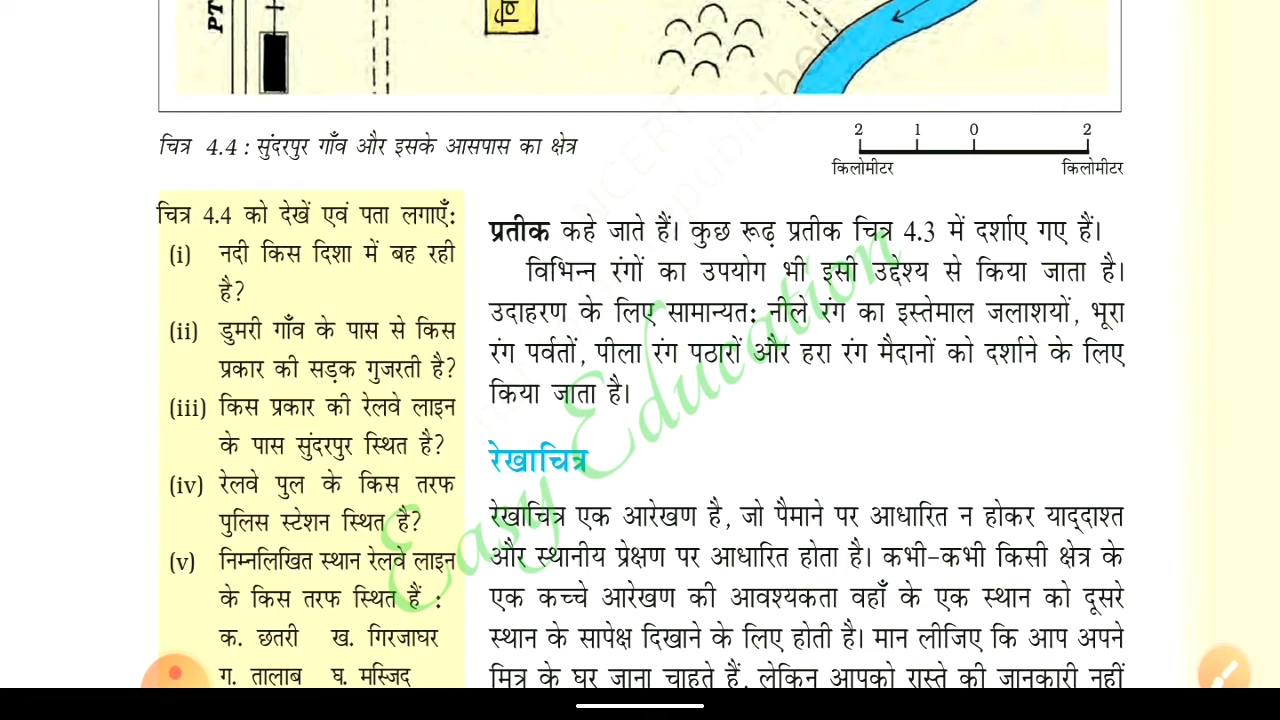 PT
वि
चित्र 4.4 : सुंदरपुर गाँव और इसके आसपास का क्षेत्र
2 1 0 2
किलोमीटर किलोमीटर
चित्र 4.4 को देखें एवं पता लगाएँ:
(i) नदी किस दिशा में बह रही
है?
(ii) डुमरी गाँव के पास से किस
प्रकार की सड़क गुजरती है?
(iii) किस प्रकार की रेलवे लाइन
के पास सुंदरपुर स्थित है?
(iv) रेलवे पुल के किस तरफ
पुलिस स्टेशन स्थित है?
(v) निम्नलिखित स्थान रेलवे लाइन
के किस तरफ स्थित हैं :
क. छतरी ख. गिरजाघर
ग. तालाब घ. मस्जिद
प्रतीक कहे जाते हैं। कुछ रूढ़ प्रतीक चित्र 4.3 में दर्शाए गए हैं।
विभिन्न रंगों का उपयोग भी इसी उद्देश्य से किया जाता है।
उदाहरण के लिए सामान्यत: नीले रंग का इस्तेमाल जलाशयों, भूरा
रंग पर्वतों, पीला रंग पठारों और हरा रंग मैदानों को दर्शाने के लिए
किया जाता है।
रेखाचित्र
रेखाचित्र एक आरेखण है, जो पैमाने पर आधारित न होकर याद्दाश्त
और स्थानीय प्रेक्षण पर आधारित होता है। कभी-कभी किसी क्षेत्र के
एक कच्चे आरेखण की आवश्यकता वहाँ के एक स्थान को दूसरे
स्थान के सापेक्ष दिखाने के लिए होती है। मान लीजिए कि आप अपने
मित्र के घर जाना चाहते हैं, लेकिन आपको रास्ते की जानकारी नहीं
Easy Education